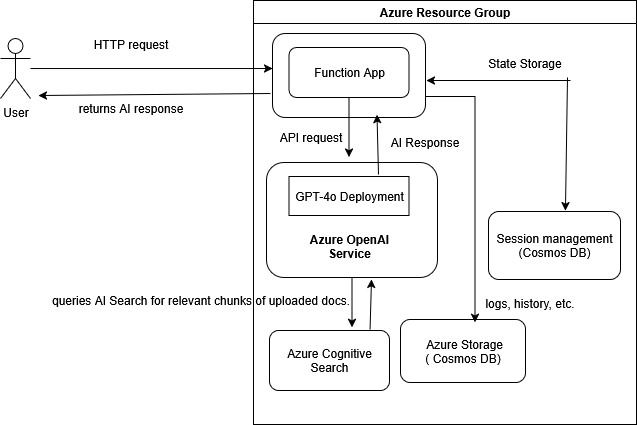 Azure Resource Group
HTTP request
Function App
State Storage
returns AI response
User
API request
AI Response
GPT-4o Deployment
Azure OpenAI
Service
Session management
(Cosmos DB)
queries AI Search for relevant chunks of uploaded docs.
logs, history, etc.
Azure Cognitive
Search
Azure Storage
( Cosmos DB)